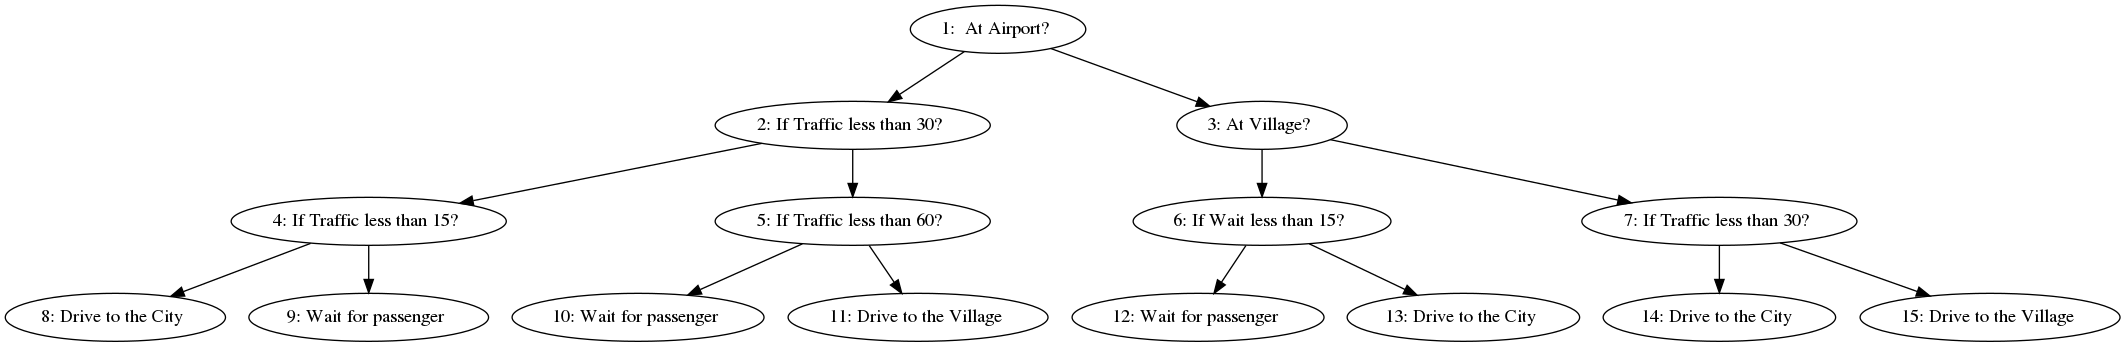 1:  At Airport?
2: If Traffic less than 30?
3: At Village?
4: If Traffic less than 15?
5: If Traffic less than 60?
6: If Wait less than 15?
7: If Traffic less than 30?
8: Drive to the City
9: Wait for passenger
10: Wait for passenger
11: Drive to the Village
12: Wait for passenger
13: Drive to the City
14: Drive to the City
15: Drive to the Village